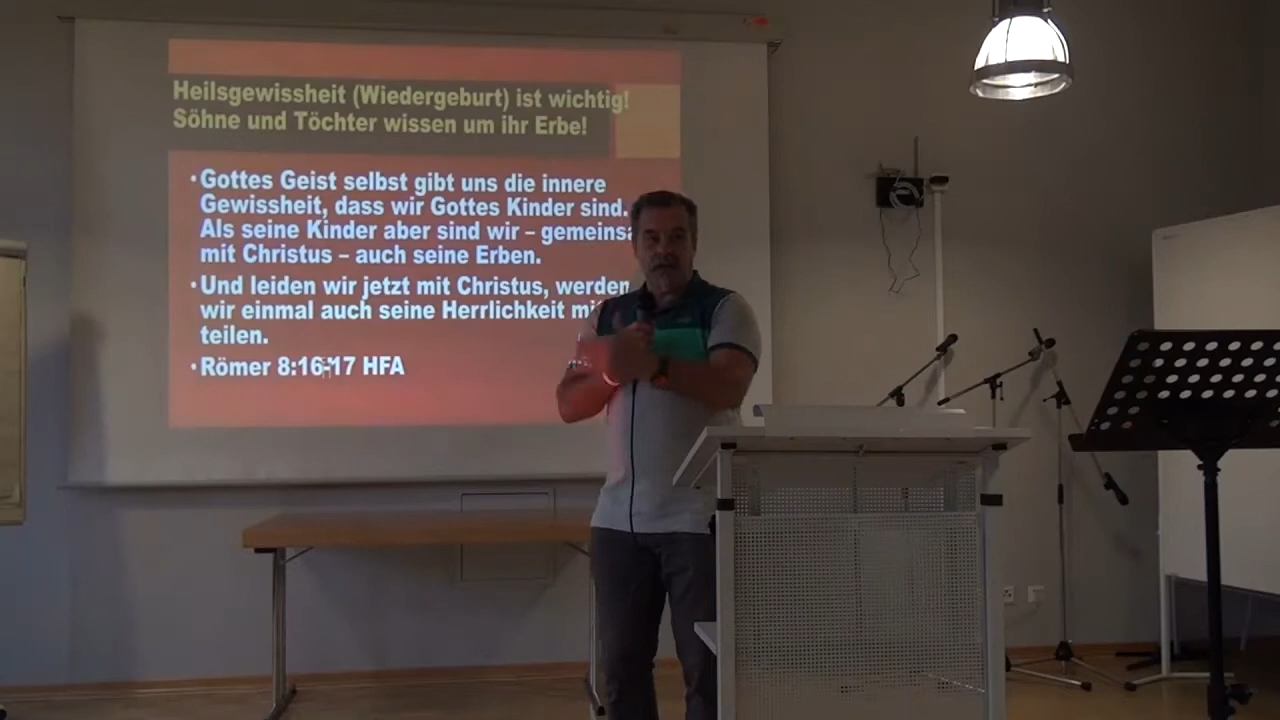 Heilsgewissheit (Wiedergeburt) ist wichtig!
Söhne und Töchter wissen um ihr Erbe!
·Gottes Geist selbst gibt uns die innere
Gewissheit, dass wir Gottes Kinder sind.
Als seine Kinder aber sind wir – gemeinsa
mit Christus – auch seine Erben.
·Und leiden wir jetzt mit Christus, werden
wir einmal auch seine Herrlichkeit mi
teilen.
·Römer 8:16-17 HFA